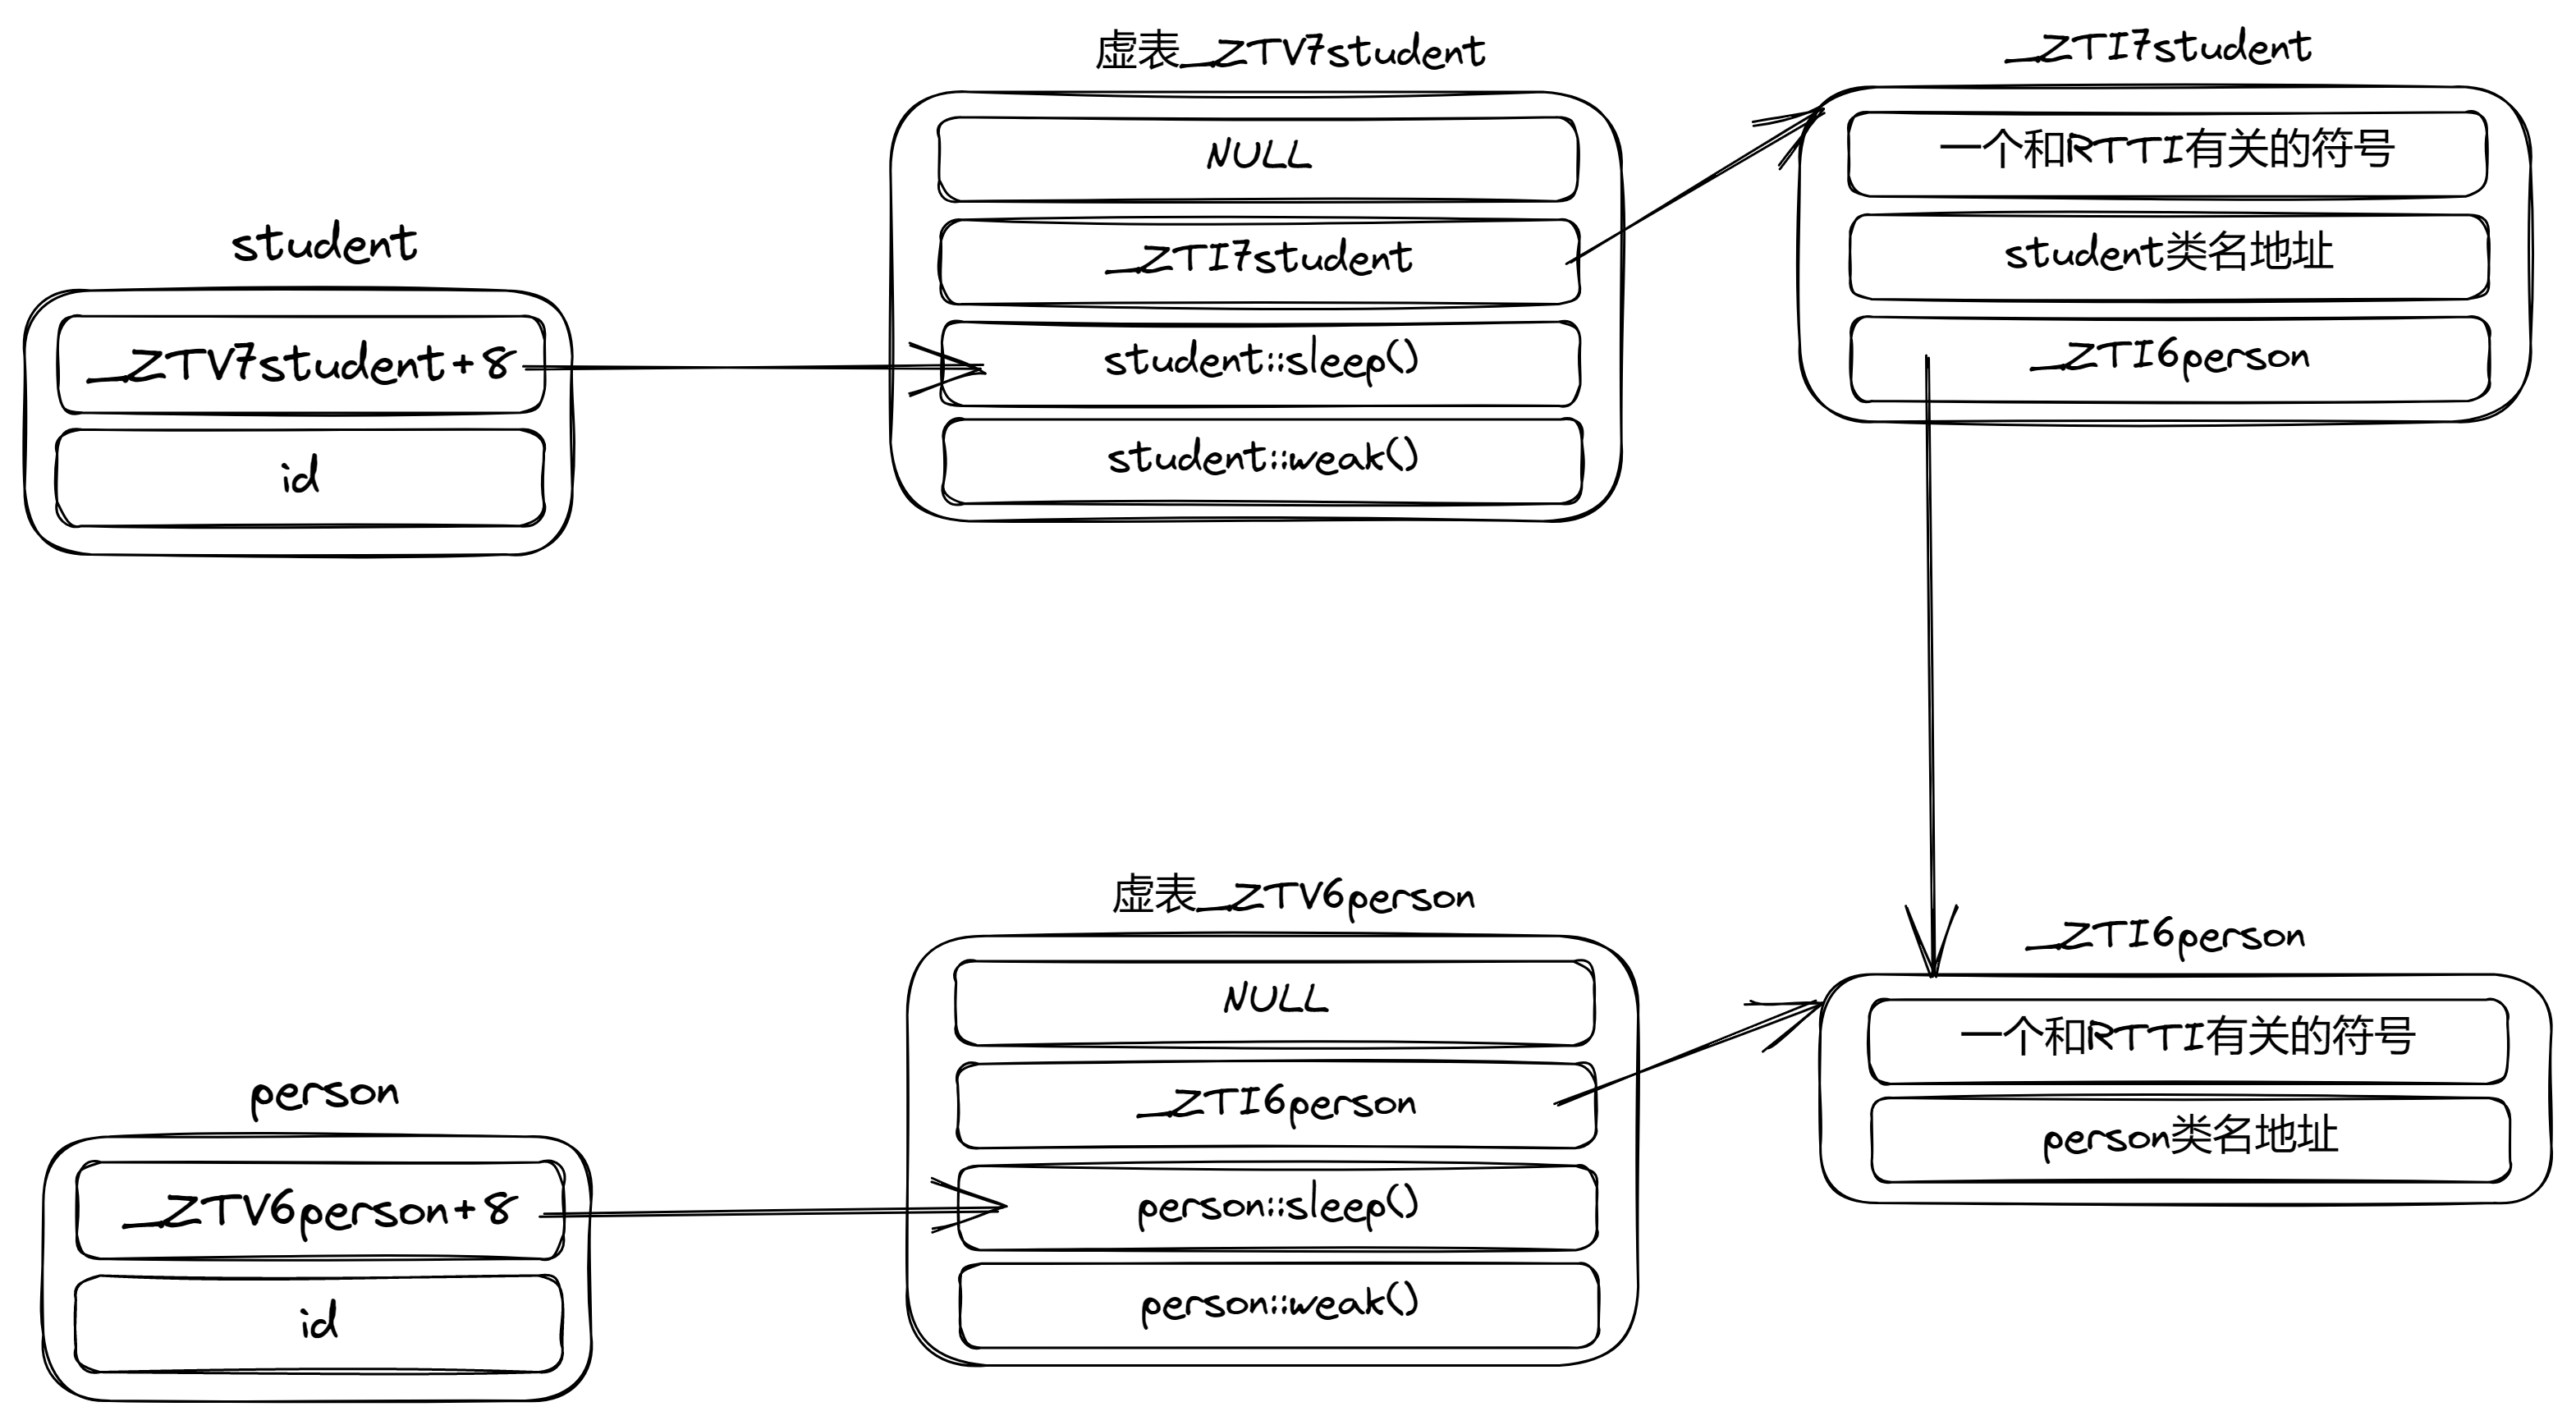 虚表_ZTV7student
NULL
_ZTI7student
student::sleep()
student::weak()
_ZTI7student
一个和RTTI有关的符号
student类名地址
_ZTI6person
student
_ZTV7student+8
id
虚表_ZTV6person
NULL
_ZTI6person
person::sleep()
person::weak()
_ZTI6person
一个和RTTI有关的符号
person类名地址
person
_ZTV6person+8
id